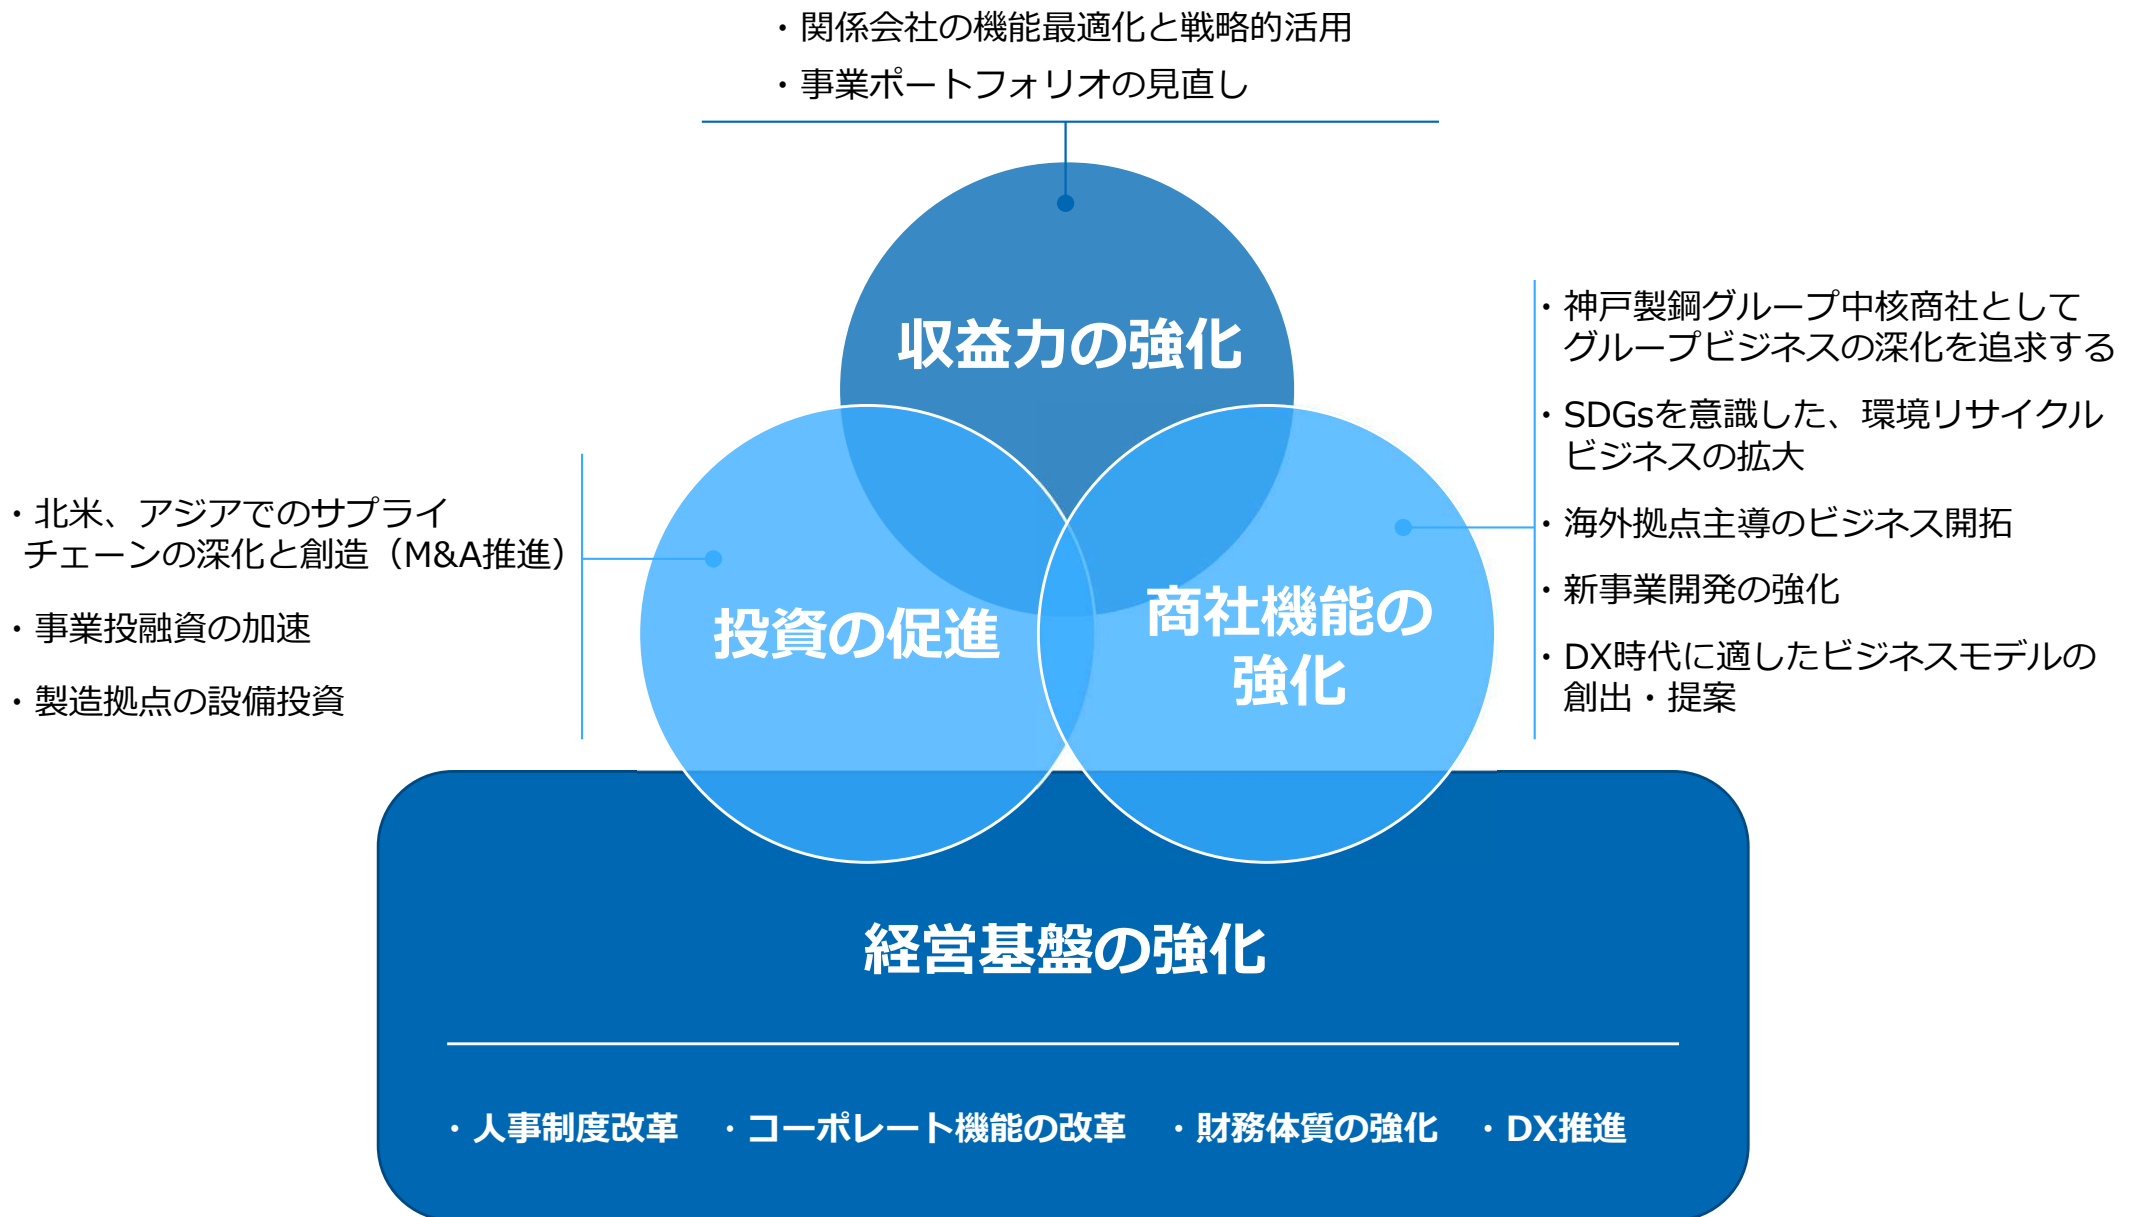 ・関係会社の機能最適化と戦略的活用
・事業ポートフォリオの見直し
収益力の強化
・北米、アジアでのサプライ
チェーンの深化と創造（M&A推進）
・事業投融資の加速
・製造拠点の設備投資
投資の促進
商社機能の
強化
・神戸製鋼グループ中核商社として
グループビジネスの深化を追求する
・SDGsを意識した、環境リサイクル
ビジネスの拡大
・海外拠点主導のビジネス開拓
・新事業開発の強化
・DX時代に適したビジネスモデルの
創出・提案
経営基盤の強化
・人事制度改革　・コーポレート機能の改革　・財務体質の強化　・DX推進